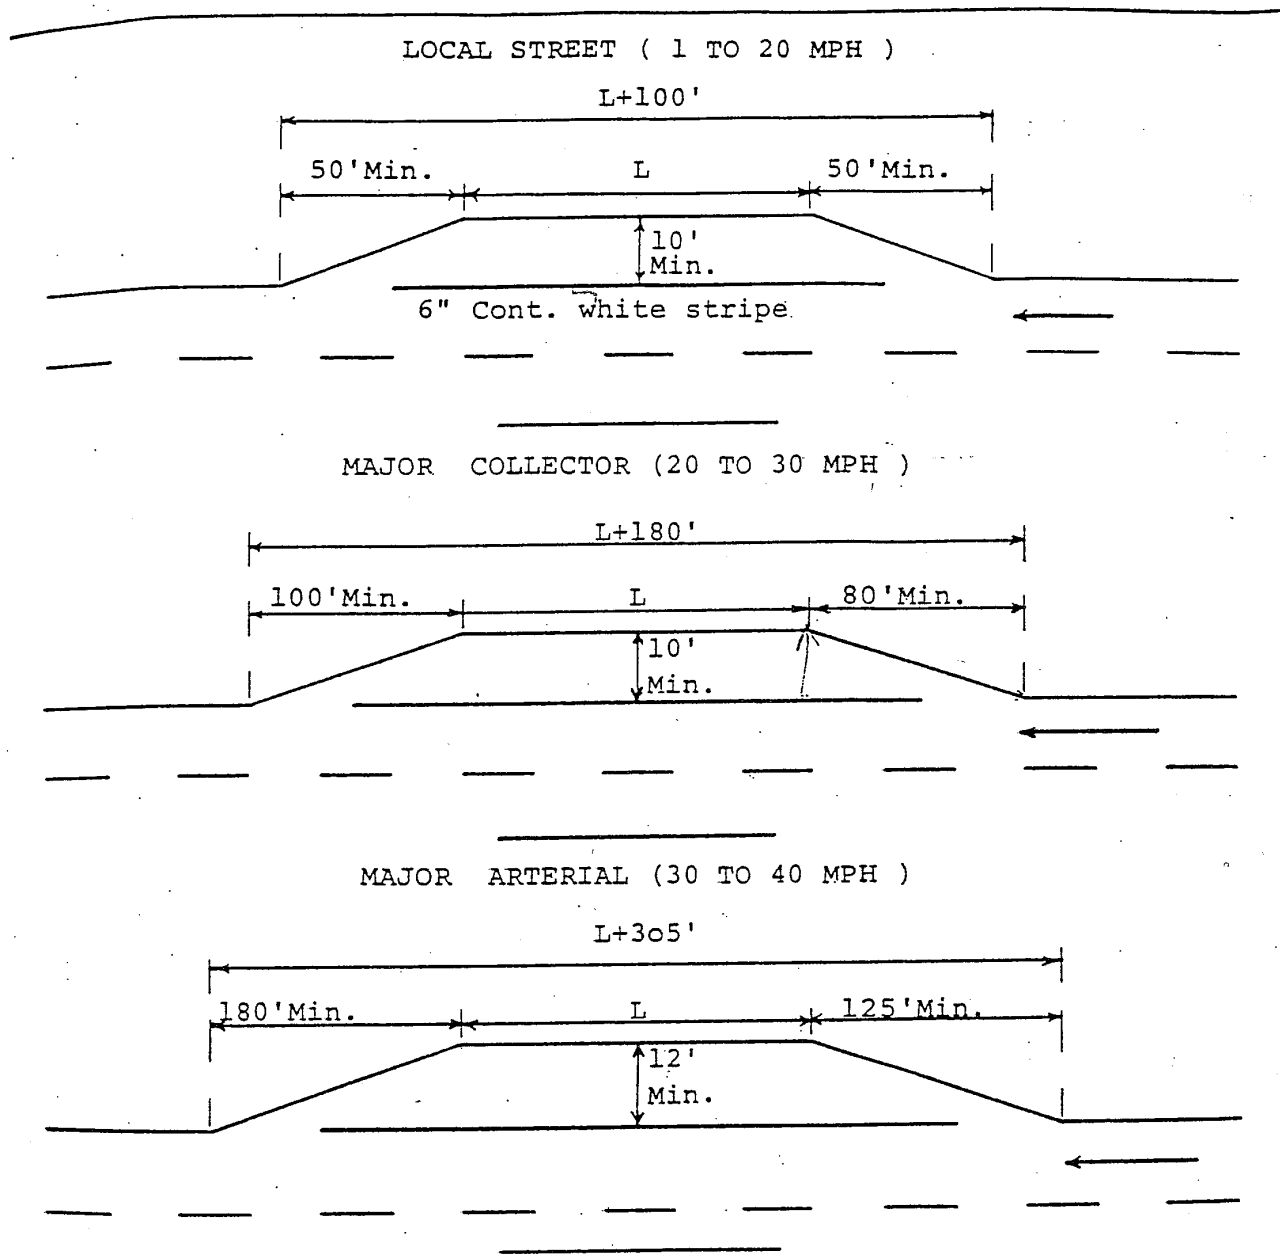 LOCAL STREET ( 1 TO 20 MPH )
L+100'
50'Min. L 50'Min.
10'
Min.
6" Cont. white stripe
MAJOR COLLECTOR (20 TO 30 MPH )
L+180'
100'Min. L 80'Min.
10'
Min.
MAJOR ARTERIAL (30 TO 40 MPH )
L+3o5'
180'Min. L 125'Min.
12'
Min.